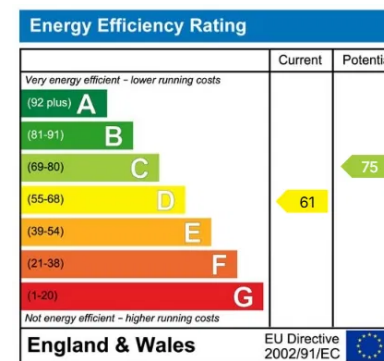 Energy Efficiency Rating
Current Potentia
Very energy efficient – lower running costs
(92 plus) A
(81-91) B
(69-80) C 75
(55-68) D 61
(39-54) E
(21-38) F
(1-20) G
Not energy efficient – higher running costs
England & Wales
EU Directive
2002/91/EC